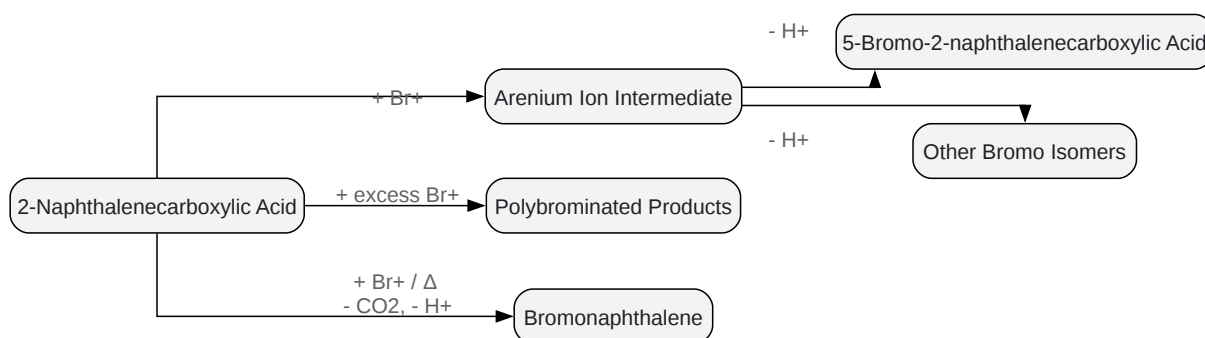 - H+
5-Bromo-2-naphthalenecarboxylic Acid
+ Br+
Arenium Ion Intermediate
- H+
Other Bromo Isomers
2-Naphthalenecarboxylic Acid
+ excess Br+
Polybrominated Products
+ Br+ / Δ
- CO2, - H+
Bromonaphthalene